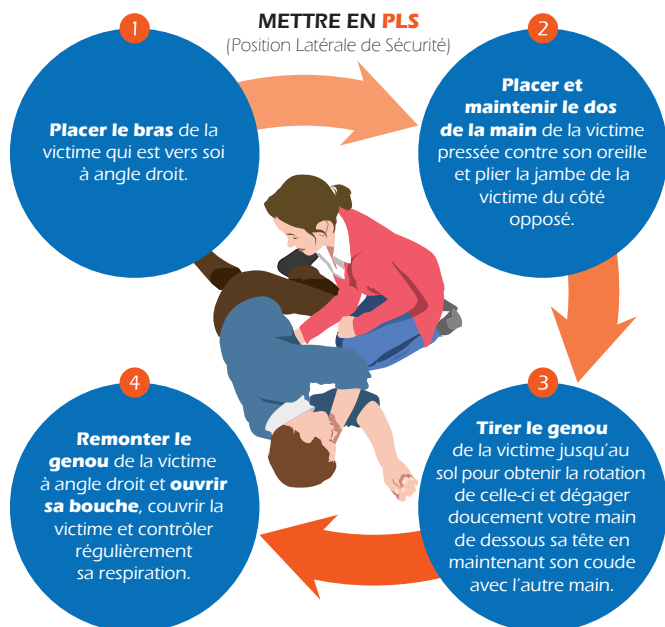 METTRE EN PLS
(Position Latérale de Sécurité)
1
Placer le bras de la
victime qui est vers soi
à angle droit.
2
Placer et
maintenir le dos
de la main de la victime
pressée contre son oreille
et plier la jambe de la
victime du côté
opposé.
3
Tirer le genou
de la victime jusqu'au
sol pour obtenir la rotation
de celle-ci et dégager
doucement votre main
de dessous sa tête en
maintenant son coude
avec l'autre main.
4
Remonter le
genou de la victime
à angle droit et ouvrir
sa bouche, couvrir la
victime et contrôler
régulièrement
sa respiration.